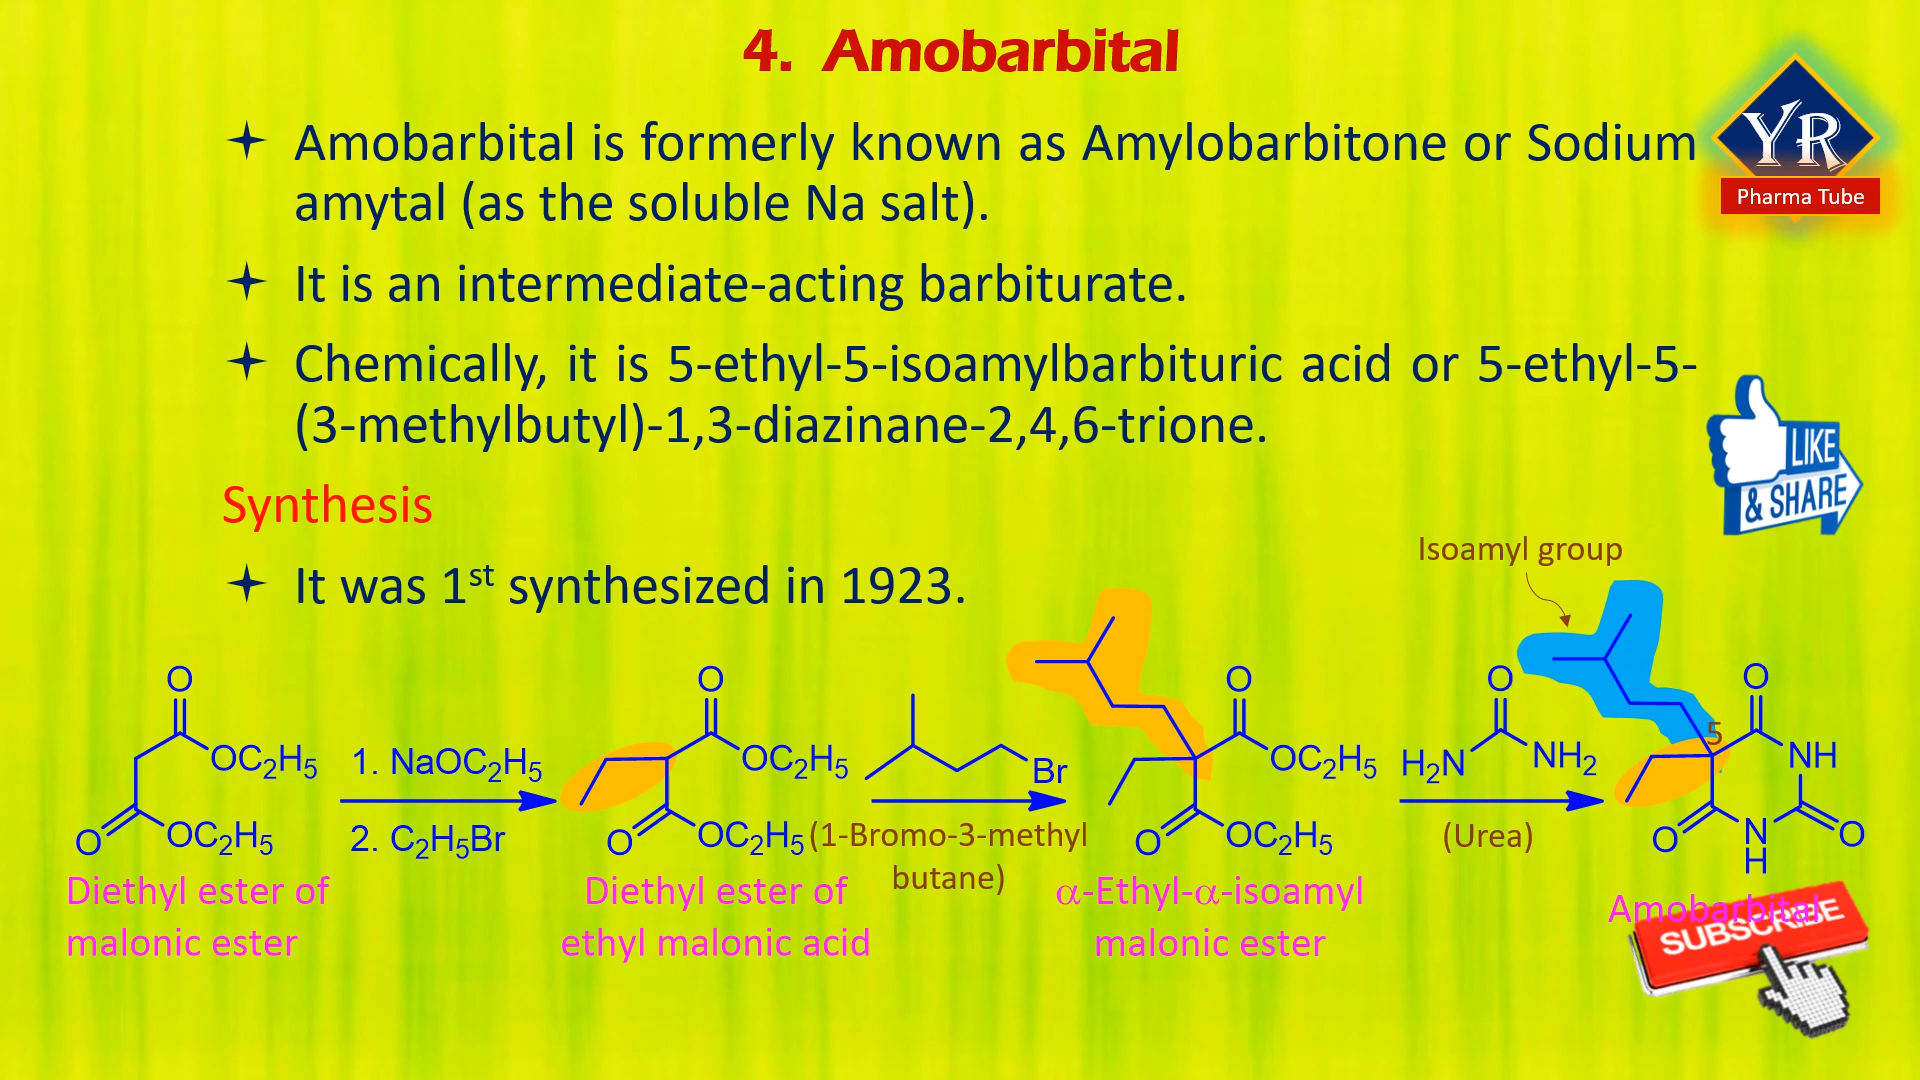 4. Amobarbital
YR
Pharma Tube
Amobarbital is formerly known as Amylobarbitone or Sodium
amytal (as the soluble Na salt).
It is an intermediate-acting barbiturate.
Chemically, it is 5-ethyl-5-isoamylbarbituric acid or 5-ethyl-5-
(3-methylbutyl)-1,3-diazinane-2,4,6-trione.
LIKE
& SHARE
Synthesis
It was 1st synthesized in 1923.
Isoamyl group
O
OC2H5
O
OC2H5
Diethyl ester of
malonic ester
1. NaOC2H5
2. C2H5Br
O
OC2H5
O
OC2H5
Diethyl ester of
ethyl malonic acid
Br
(1-Bromo-3-methyl
butane)
O
OC2H5
O
OC2H5
α-Ethyl-α-isoamyl
malonic ester
O
H2N
NH2
(Urea)
5
O
NH
O
N
H
O
Amobarbital
SUBSCRIBE